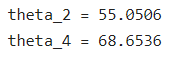 theta_2 = 55.0506
theta_4 = 68.6536